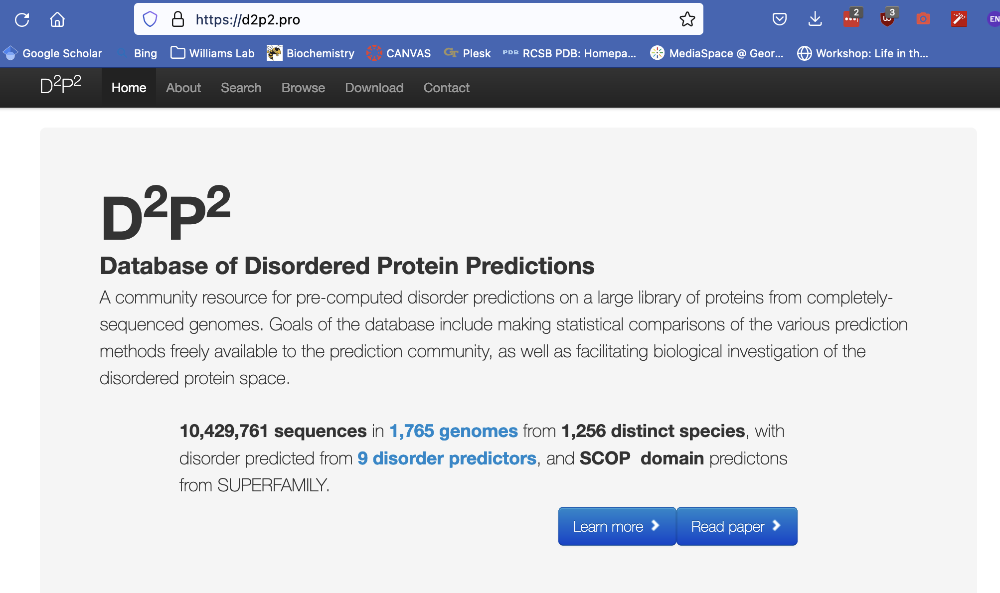 2
3
EN
https://d2p2.pro
Google Scholar Bing Williams Lab Biochemistry CANVAS GT Plesk PDB RCSB PDB: Homepa... MediaSpace @ Geor... Workshop: Life in th...
D²P² Home About Search Browse Download Contact
D²P²
Database of Disordered Protein Predictions
A community resource for pre-computed disorder predictions on a large library of proteins from completely-
sequenced genomes. Goals of the database include making statistical comparisons of the various prediction
methods freely available to the prediction community, as well as facilitating biological investigation of the
disordered protein space.
10,429,761 sequences in 1,765 genomes from 1,256 distinct species, with
disorder predicted from 9 disorder predictors, and SCOP domain predictons
from SUPERFAMILY.
Learn more Read paper